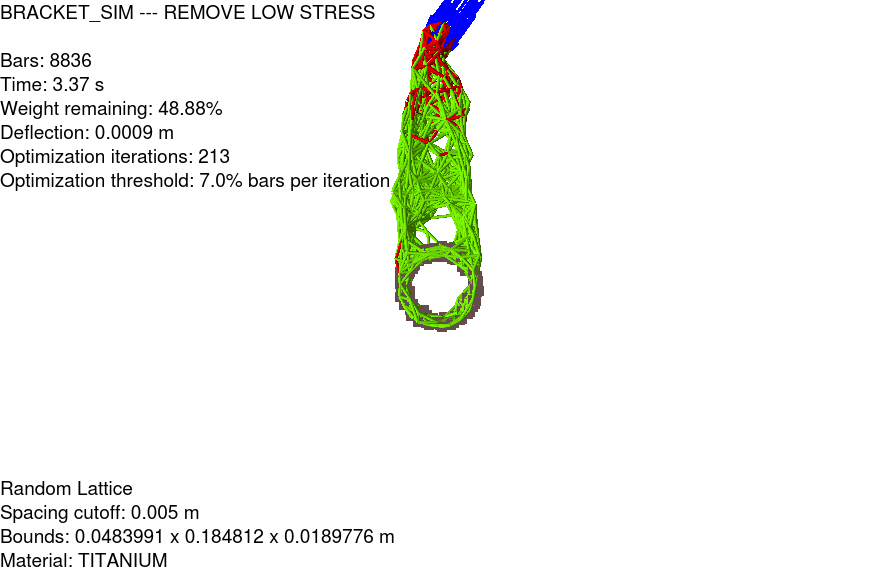 BRACKET_SIM --- REMOVE LOW STRESS
Bars: 8836
Time: 3.37 s
Weight remaining: 48.88%
Deflection: 0.0009 m
Optimization iterations: 213
Optimization threshold: 7.0% bars per iteration
Random Lattice
Spacing cutoff: 0.005 m
Bounds: 0.0483991 x 0.184812 x 0.0189776 m
Material: TITANIUM